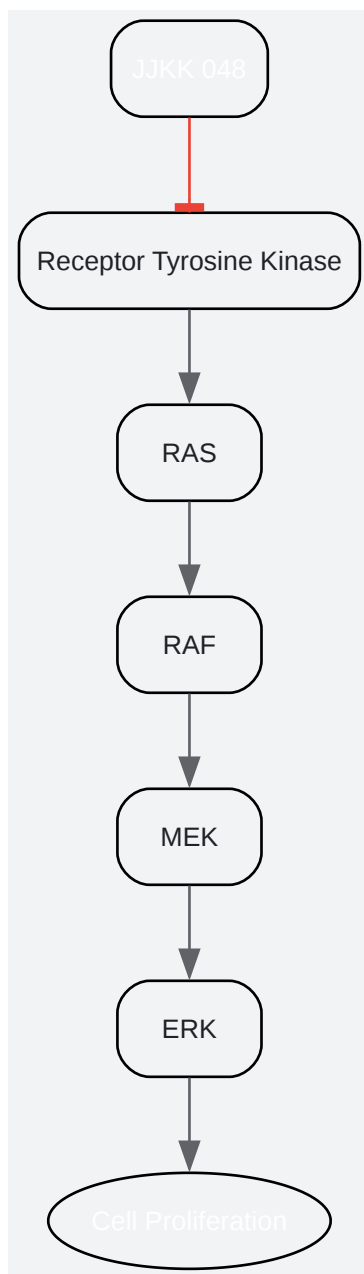 JJKK 048
Receptor Tyrosine Kinase
RAS
RAF
MEK
ERK
Cell Proliferation